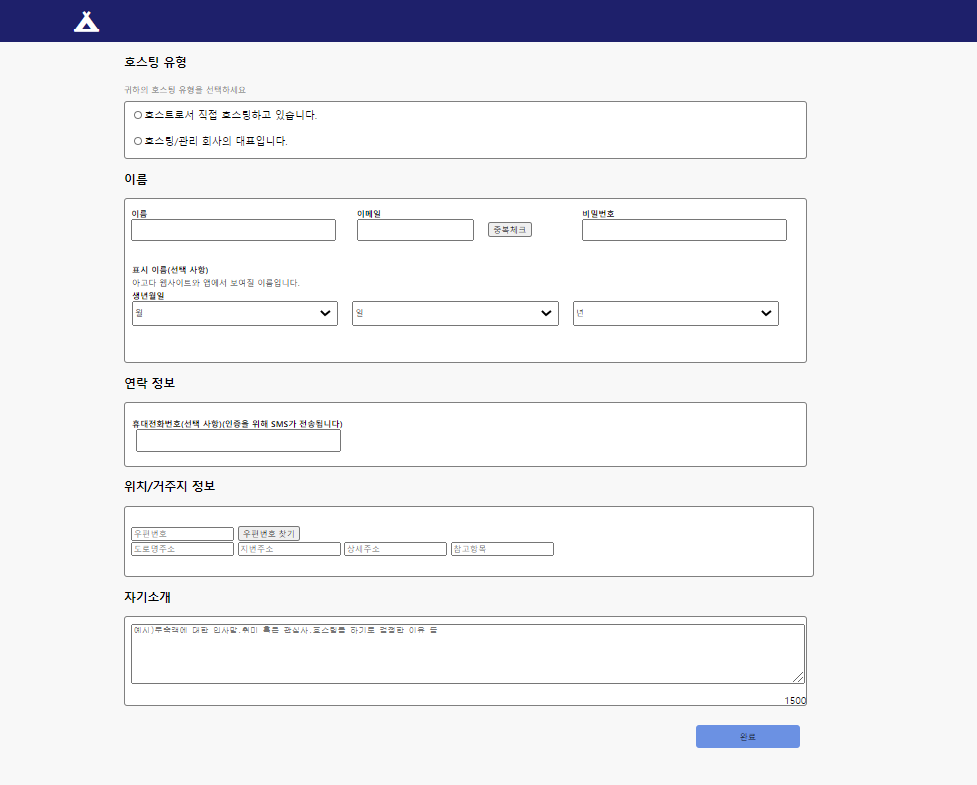 호스팅 유형
귀하의 호스팅 유형을 선택하세요
호스트로서 직접 호스팅하고 있습니다.
호스팅/관리 회사의 대표입니다.
이름
이름 이메일 비밀번호
중복체크
표시 이름(선택 사항)
아고다 웹사이트와 앱에서 보여질 이름입니다.
생년월일
월 일 년
연락 정보
휴대전화번호(선택 사항)(인증을 위해 SMS가 전송됩니다)
위치/거주지 정보
우편번호 우편번호 찾기
도로명주소 지번주소 상세주소 참고항목
자기소개
예시)투숙객에 대한 인사말,취미 혹은 관심사,호스팅을 하기로 결정한 이유 등
1500
완료